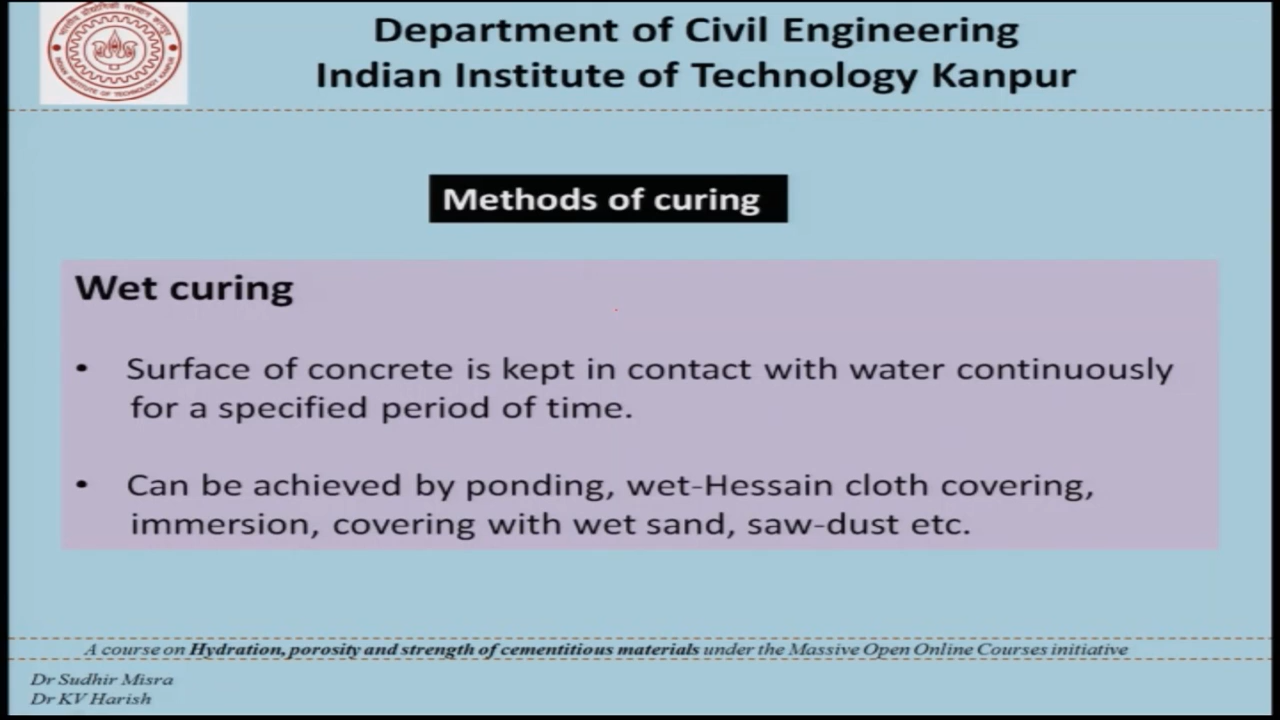 Department of Civil Engineering
Indian Institute of Technology Kanpur
Methods of curing
Wet curing
• Surface of concrete is kept in contact with water continuously
for a specified period of time.
• Can be achieved by ponding, wet-Hessain cloth covering,
immersion, covering with wet sand, saw-dust etc.
A course on Hydration, porosity and strength of cementitious materials under the Massive Open Online Courses initiative
Dr Sudhir Misra
Dr KV Harish